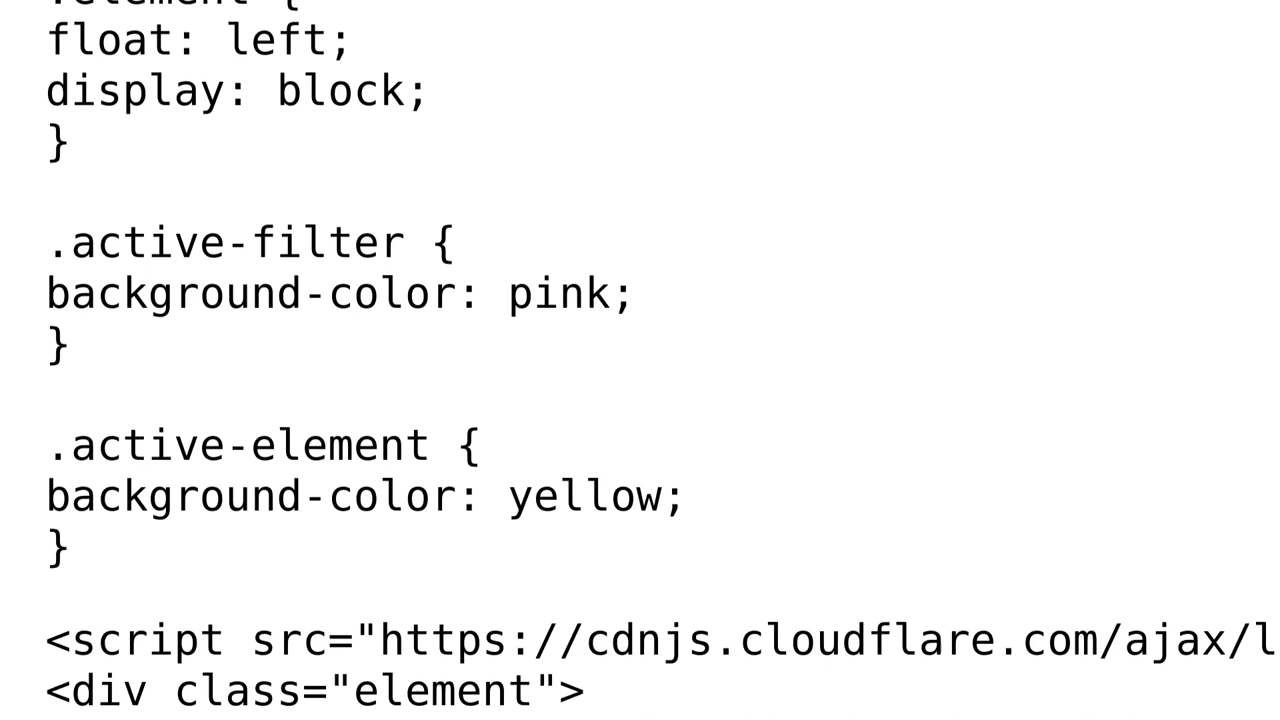 .element {
float: left;
display: block;
}
.active-filter {
background-color: pink;
}
.active-element {
background-color: yellow;
}
<script src="https://cdnjs.cloudflare.com/ajax/l
<div class="element">